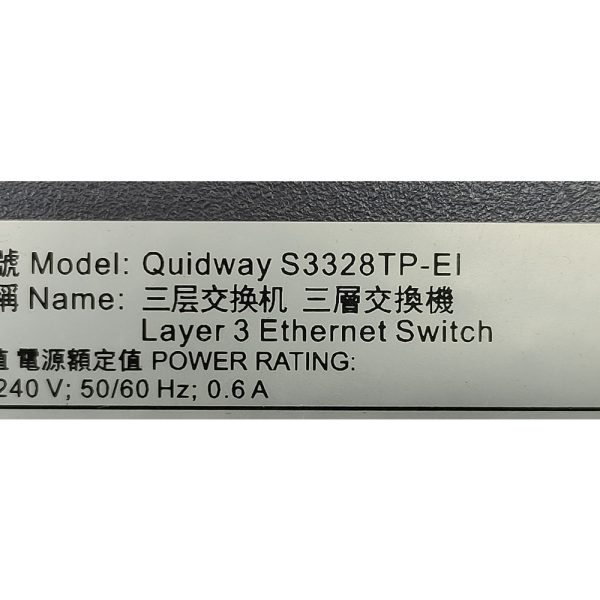 號 Model: Quidway S3328TP-EI
稱 Name: 三层交换机 三層交換機
Layer 3 Ethernet Switch
值 電源額定值 POWER RATING:
240 V; 50/60 Hz; 0.6 A